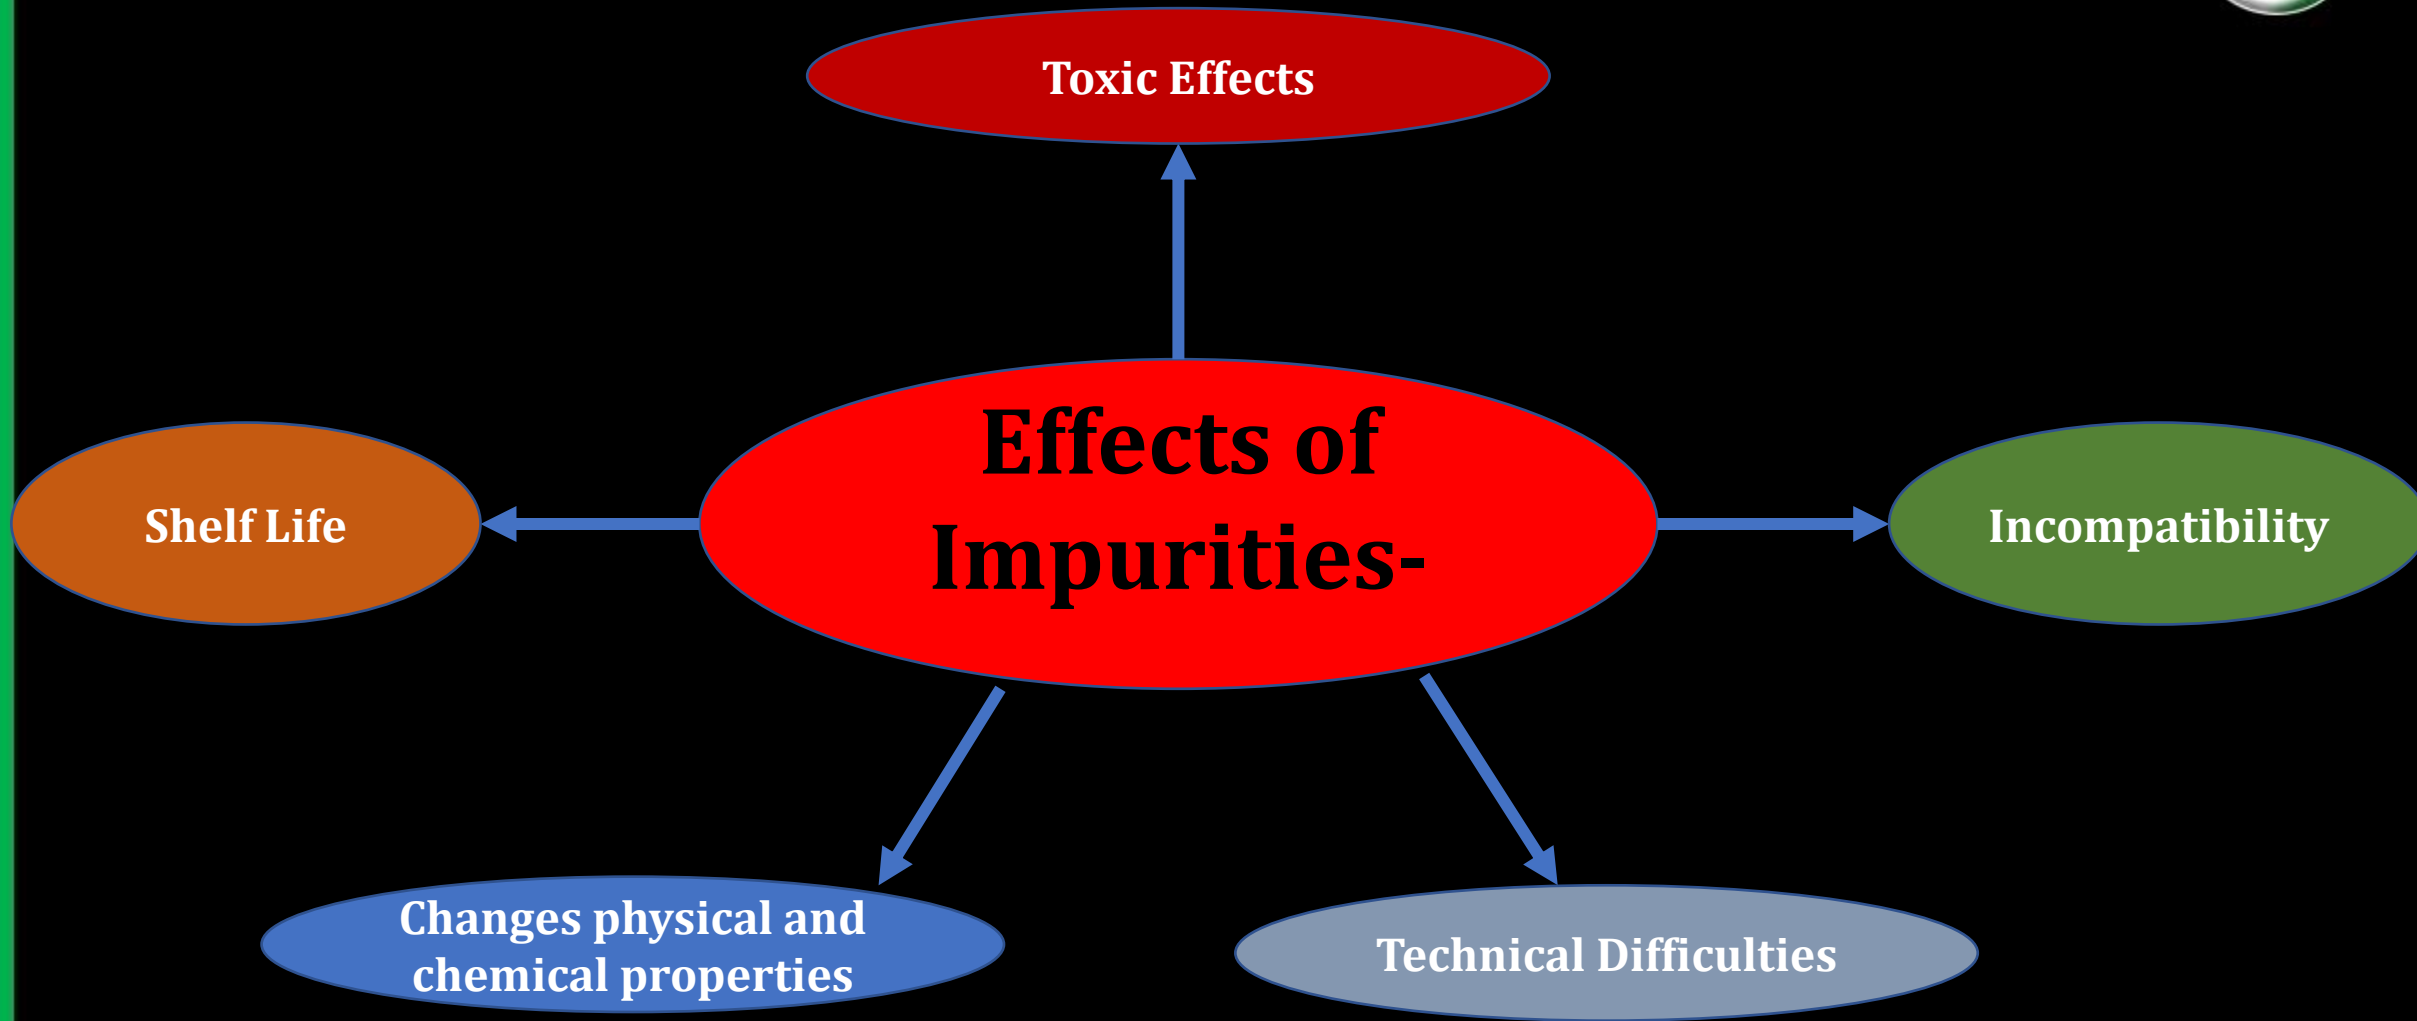 Toxic Effects
Effects of
Impurities-
Shelf Life
Incompatibility
Changes physical and
chemical properties
Technical Difficulties